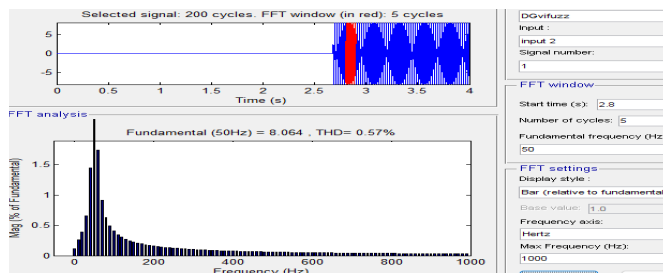 Selected signal: 200 cycles. FFT window (in red): 5 cycles
5
0
-5
0 0.5 1 1.5 2 2.5 3 3.5 4
Time (s)
FFT analysis
Fundamental (50Hz) = 8.064 , THD= 0.57%
Mag (% of Fundamental)
1.5
1
0.5
0
0 200 400 600 800 1000
Frequency (Hz)
DGvifuzz
Input :
input 2
Signal number:
1
FFT window
Start time (s): 2.8
Number of cycles: 5
Fundamental frequency (Hz
50
FFT settings
Display style :
Bar (relative to fundamental
Base value: 1.0
Frequency axis:
Hertz
Max Frequency (Hz):
1000